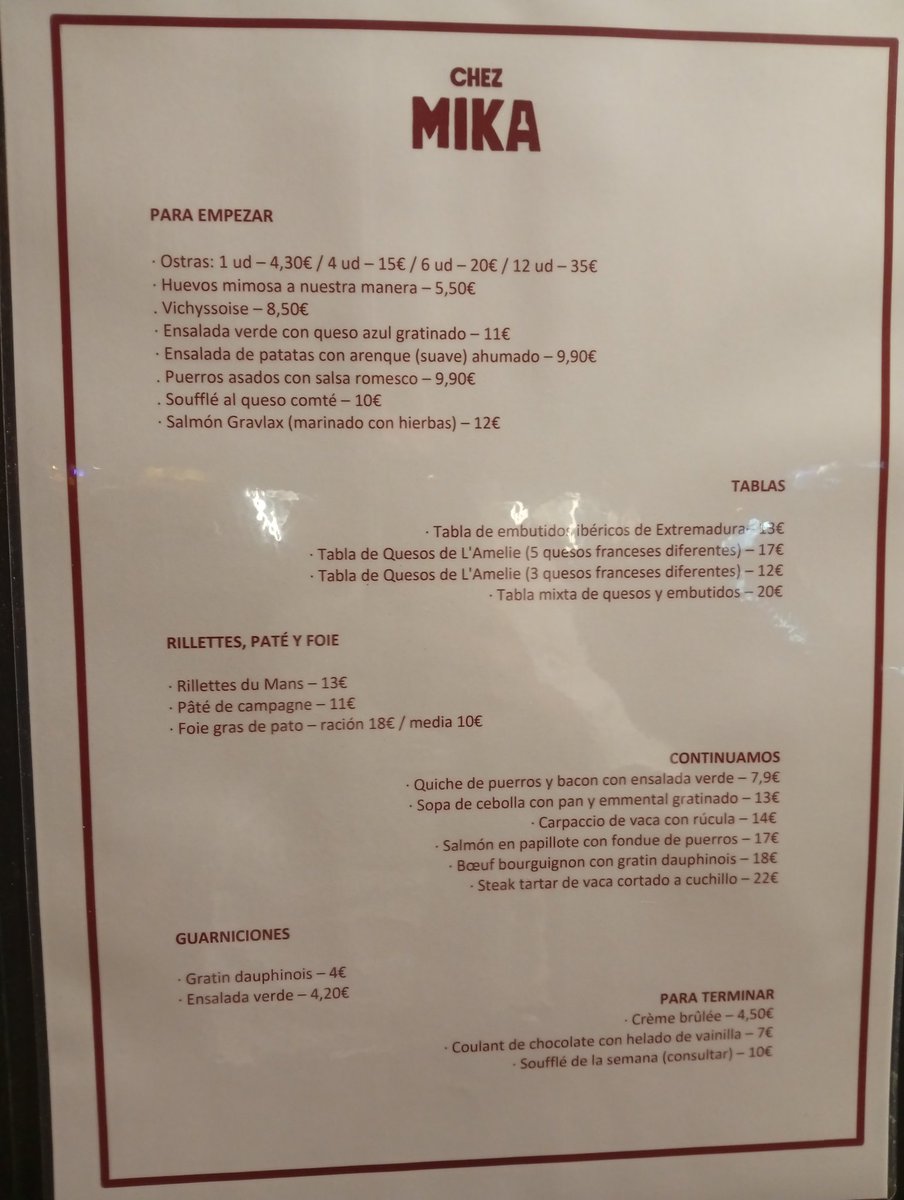 CHEZ
MIKA
PARA EMPEZAR
· Ostras: 1 ud – 4,30€ / 4 ud – 15€ / 6 ud – 20€ / 12 ud – 35€
· Huevos mimosa a nuestra manera – 5,50€
. Vichyssoise – 8,50€
· Ensalada verde con queso azul gratinado – 11€
· Ensalada de patatas con arenque (suave) ahumado – 9,90€
. Puerros asados con salsa romesco – 9,90€
. Soufflé al queso comté – 10€
· Salmón Gravlax (marinado con hierbas) – 12€
TABLAS
· Tabla de embutidos ibéricos de Extremadura– 13€
· Tabla de Quesos de L'Amelie (5 quesos franceses diferentes) – 17€
· Tabla de Quesos de L'Amelie (3 quesos franceses diferentes) – 12€
· Tabla mixta de quesos y embutidos – 20€
RILLETTES, PATÉ Y FOIE
· Rillettes du Mans – 13€
· Pâté de campagne – 11€
· Foie gras de pato – ración 18€ / media 10€
CONTINUAMOS
· Quiche de puerros y bacon con ensalada verde – 7,9€
· Sopa de cebolla con pan y emmental gratinado – 13€
· Carpaccio de vaca con rúcula – 14€
· Salmón en papillote con fondue de puerros – 17€
· Bœuf bourguignon con gratin dauphinois – 18€
· Steak tartar de vaca cortado a cuchillo – 22€
GUARNICIONES
· Gratin dauphinois – 4€
· Ensalada verde – 4,20€
PARA TERMINAR
· Crème brûlée – 4,50€
· Coulant de chocolate con helado de vainilla – 7€
· Soufflé de la semana (consultar) – 10€